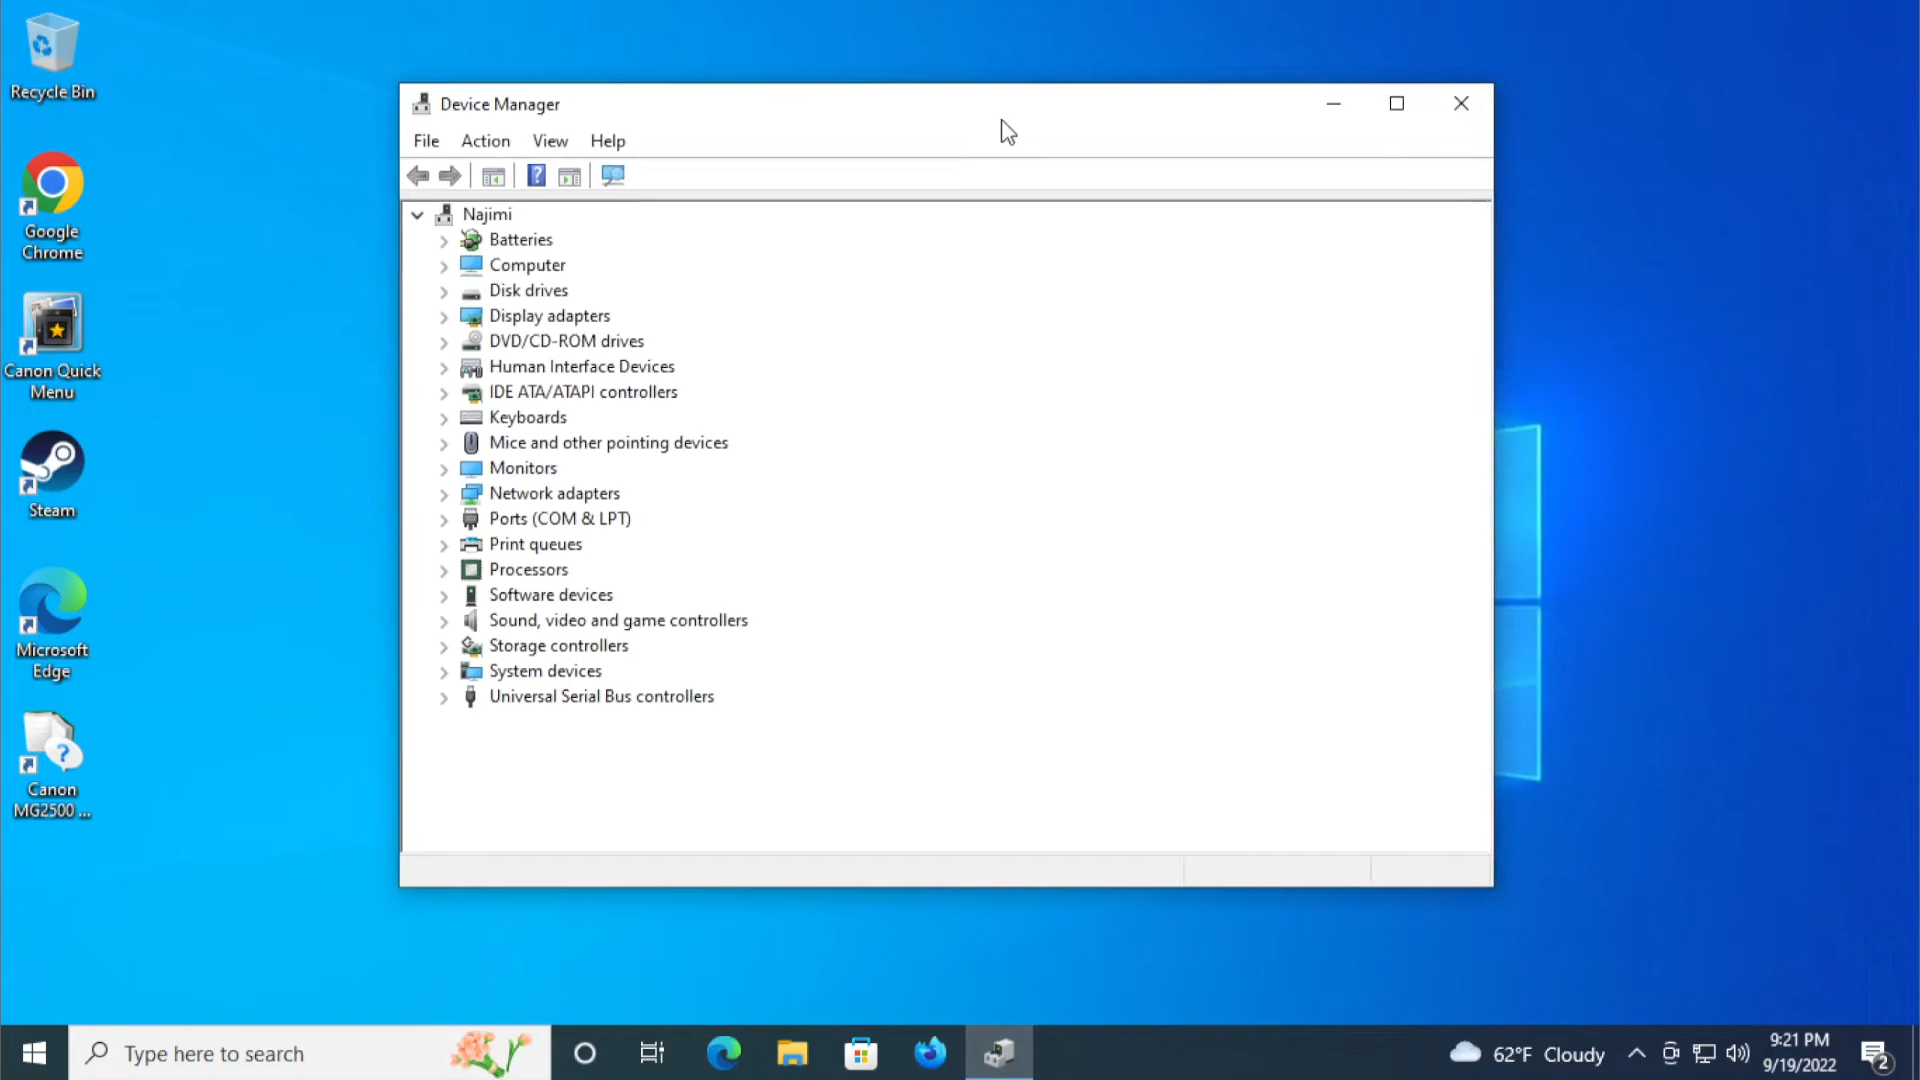 Recycle Bin
Google
Chrome
Canon Quick
Menu
Steam
Microsoft
Edge
Canon
MG2500 ...
Device Manager
File Action View Help
Najimi
Batteries
Computer
Disk drives
Display adapters
DVD/CD-ROM drives
Human Interface Devices
IDE ATA/ATAPI controllers
Keyboards
Mice and other pointing devices
Monitors
Network adapters
Ports (COM & LPT)
Print queues
Processors
Software devices
Sound, video and game controllers
Storage controllers
System devices
Universal Serial Bus controllers
Type here to search
62°F Cloudy
9:21 PM
9/19/2022
2